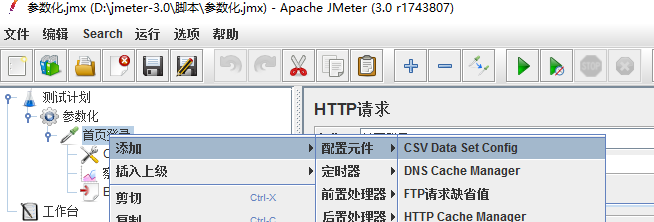 参数化.jmx (D:\jmeter-3.0\脚本\参数化.jmx) - Apache JMeter (3.0 r1743807)
文件 编辑 Search 运行 选项 帮助
STOP
测试计划
参数化
首页登录
HTTP请求
添加 配置元件 CSV Data Set Config
插入上级 定时器 DNS Cache Manager
剪切 Ctrl-X 前置处理器 FTP请求缺省值
复制 Ctrl-C 后置处理器 HTTP Cache Manager
工作台